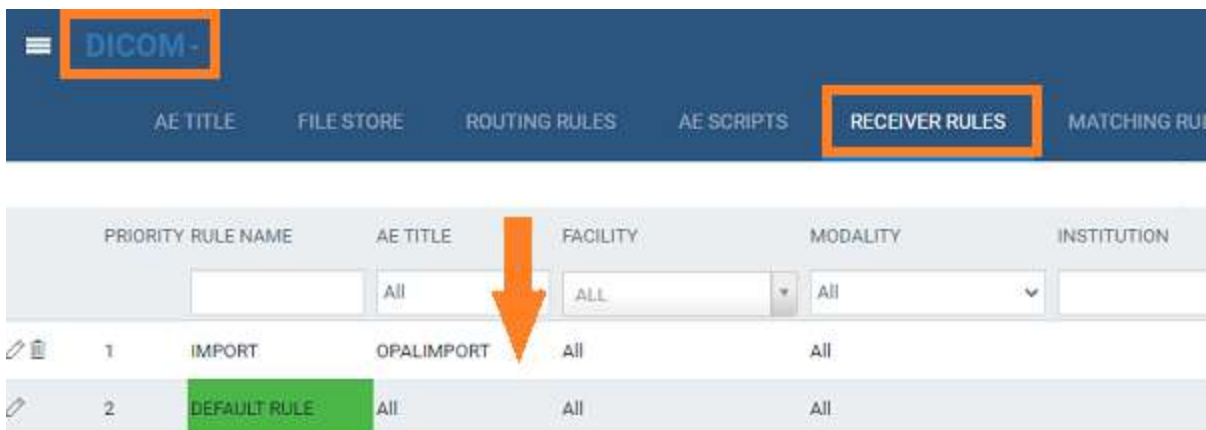 DICOM -
AE TITLE FILE STORE ROUTING RULES AE SCRIPTS RECEIVER RULES MATCHING
PRIORITY RULE NAME AE TITLE FACILITY MODALITY INSTITUTION
All ALL All
1 IMPORT OPALIMPORT All All
2 DEFAULT RULE All All All